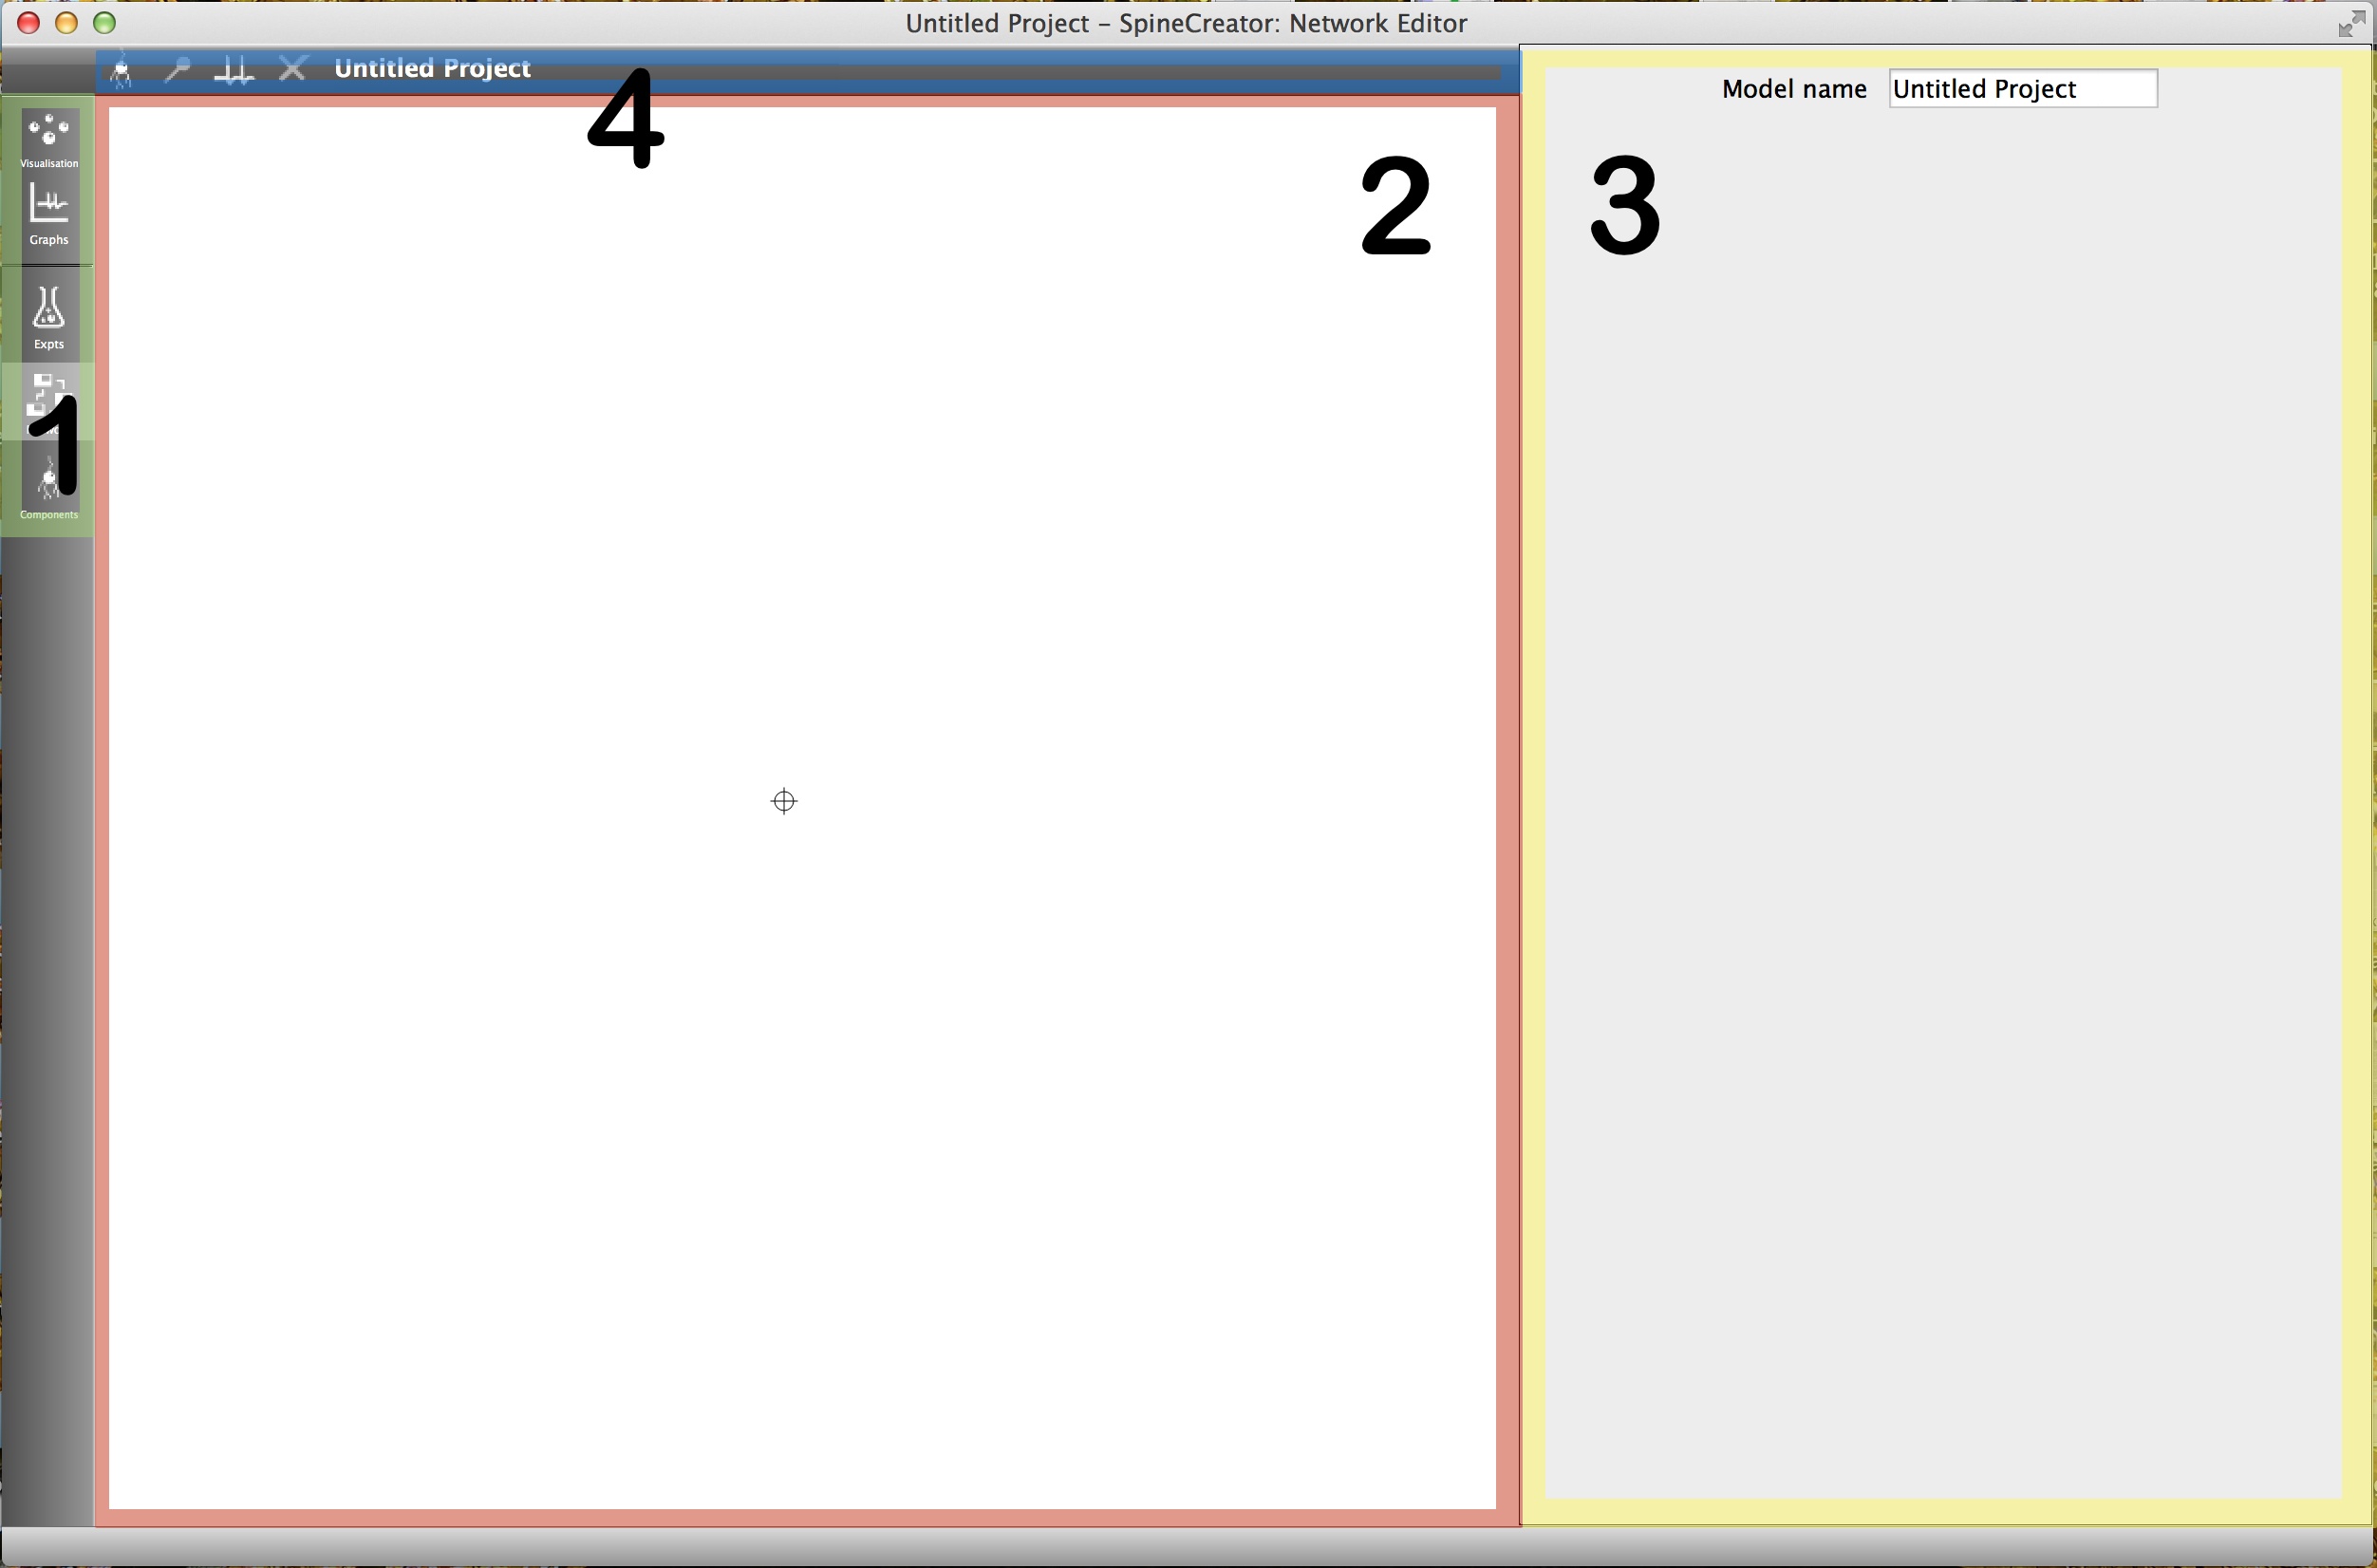 Untitled Project – SpineCreator: Network Editor
Untitled Project
4
Model name Untitled Project
2
3
Visualisation
Graphs
Expts
1
Components